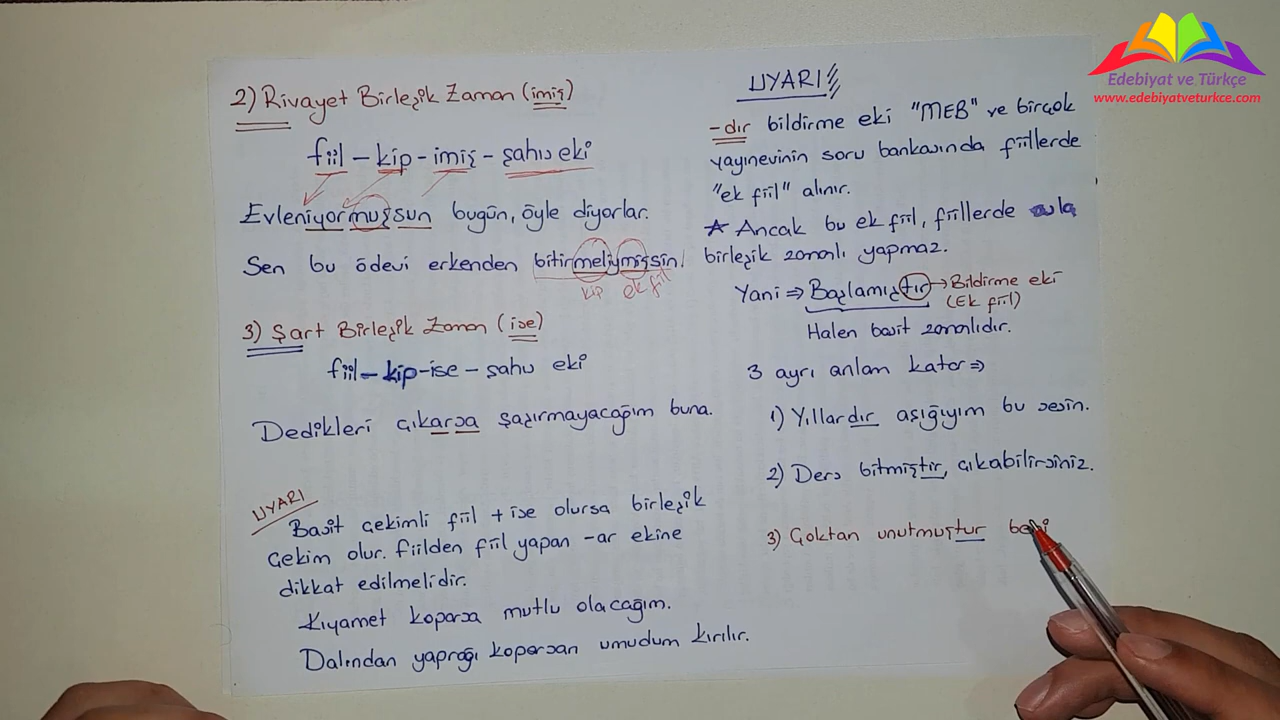 2) Rivayet Birleşik Zaman (imiş)
fiil - kip - imiş - şahıs eki
Evleniyormuşsun bugün, öyle diyorlar.
Sen bu ödevi erkenden bitirmeliymişsin.
kip ek fiil
3) Şart Birleşik Zaman (ise)
fiil - kip - ise - şahıs eki
Dedikleri çıkarsa şaşırmayacağım buna.
UYARI
Basit çekimli fiil + ise olursa birleşik
çekim olur. Fiilden fiil yapan -ar ekine
dikkat edilmelidir.
Kıyamet koparsa mutlu olacağım.
Dalından yaprağı koparsan umudum kırılır.
UYARI
-dır bildirme eki "MEB" ve birçok
yayınevinin soru bankasında fiillerde
"ek fiil" alınır.
Ancak bu ek fiil, fiillerde asla
birleşik zamanlı yapmaz.
Yani ⇒ Başlamıştır → Bildirme eki
(Ek fiil)
Halen basit zamanlıdır.
3 ayrı anlam katar ⇒
1) Yıllardır aşığıyım bu sesin.
2) Ders bitmiştir, çıkabilirsiniz.
3) Çoktan unutmuştur
Edebiyat ve Türkçe
www.edebiyatveturkce.com